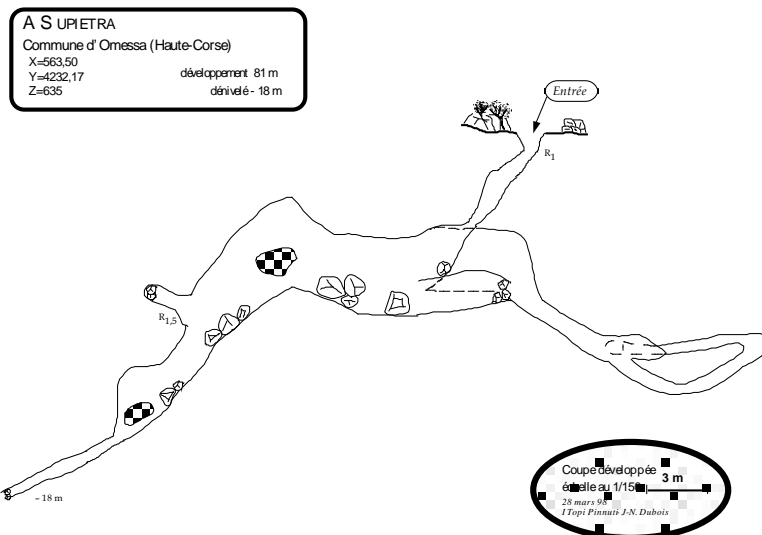 A S UPIETRA
Commune d' Omessa (Haute-Corse)
X=563,50
Y=4232,17
Z=635
développement 81 m
dénivelé - 18 m
Entrée
R1
R1,5
- 18 m
Coupe développée
échelle au 1/150
3 m
28 mars 98
I Topi Pinnuti J-N. Dubois